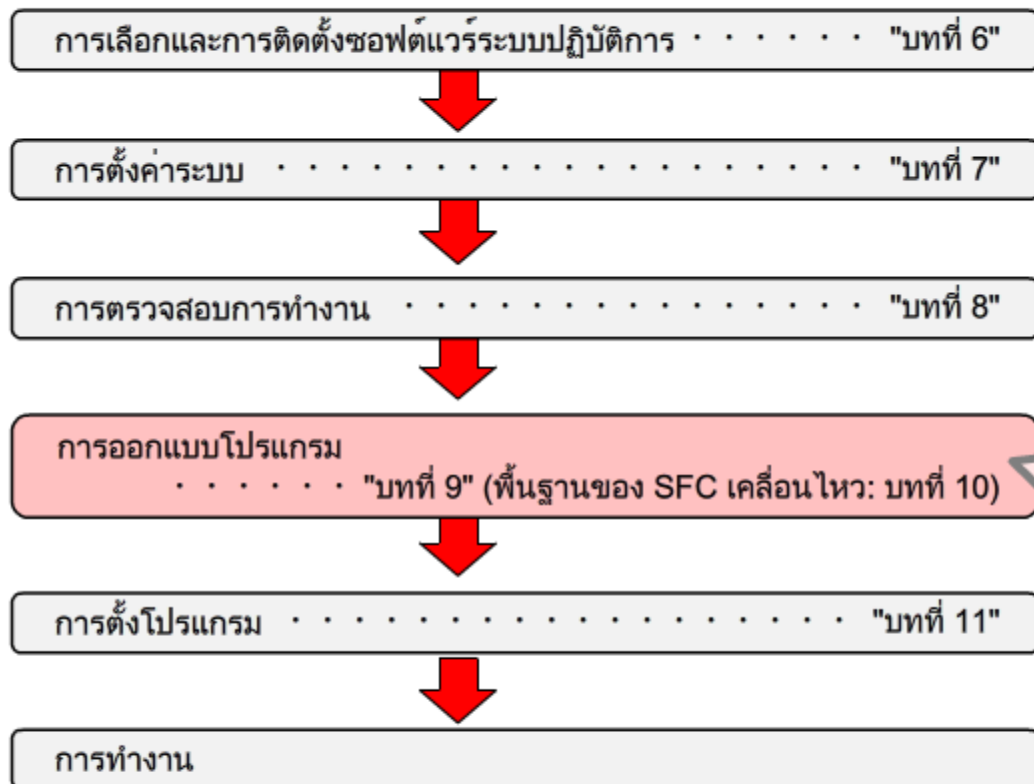 การเลือกและการติดตั้งซอฟต์แวร์ระบบปฏิบัติการ · · · · · · "บทที่ 6"
การตั้งค่าระบบ · · · · · · · · · · · · · · · · · · · "บทที่ 7"
การตรวจสอบการทำงาน · · · · · · · · · · · · · · · "บทที่ 8"
การออกแบบโปรแกรม
· · · · · · "บทที่ 9" (พื้นฐานของ SFC เคลื่อนไหว: บทที่ 10)
การตั้งโปรแกรม · · · · · · · · · · · · · · · · · · "บทที่ 11"
การทำงาน